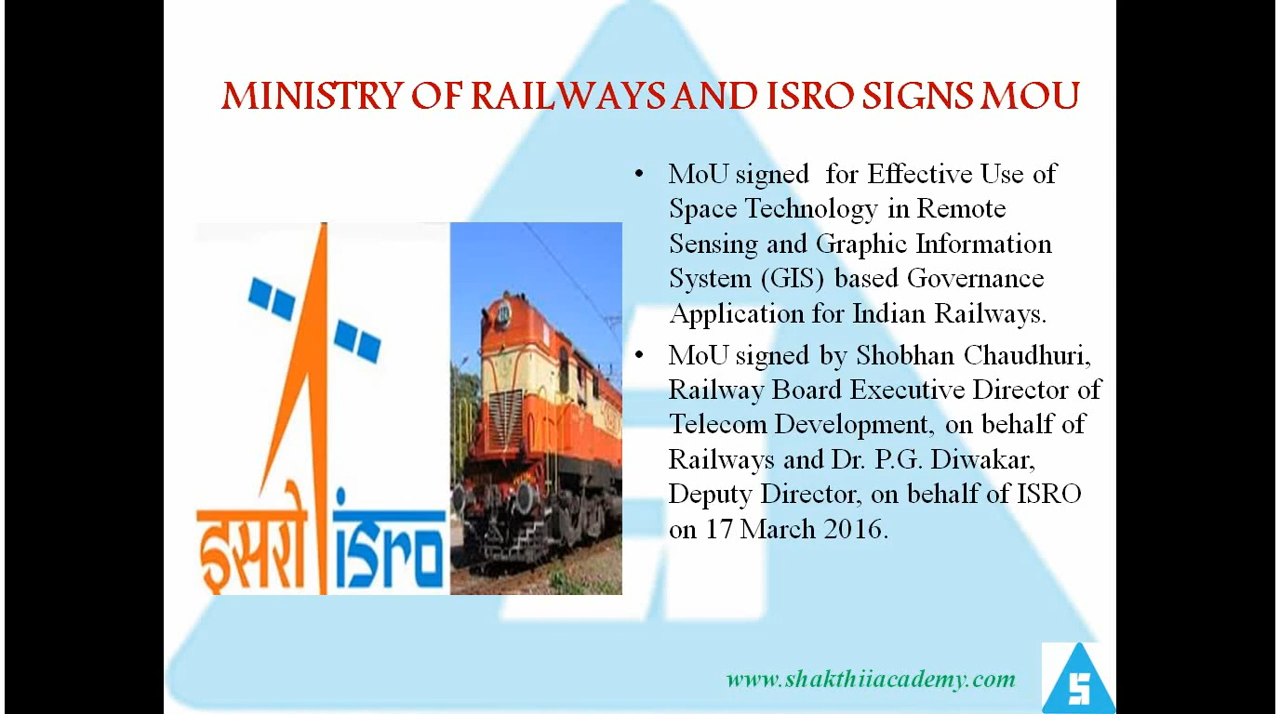 MINISTRY OF RAILWAYS AND ISRO SIGNS MOU
• MoU signed for Effective Use of
Space Technology in Remote
Sensing and Graphic Information
System (GIS) based Governance
Application for Indian Railways.
• MoU signed by Shobhan Chaudhuri,
Railway Board Executive Director of
Telecom Development, on behalf of
Railways and Dr. P.G. Diwakar,
Deputy Director, on behalf of ISRO
on 17 March 2016.
इसरो isro
www.shakthiiacademy.com
S